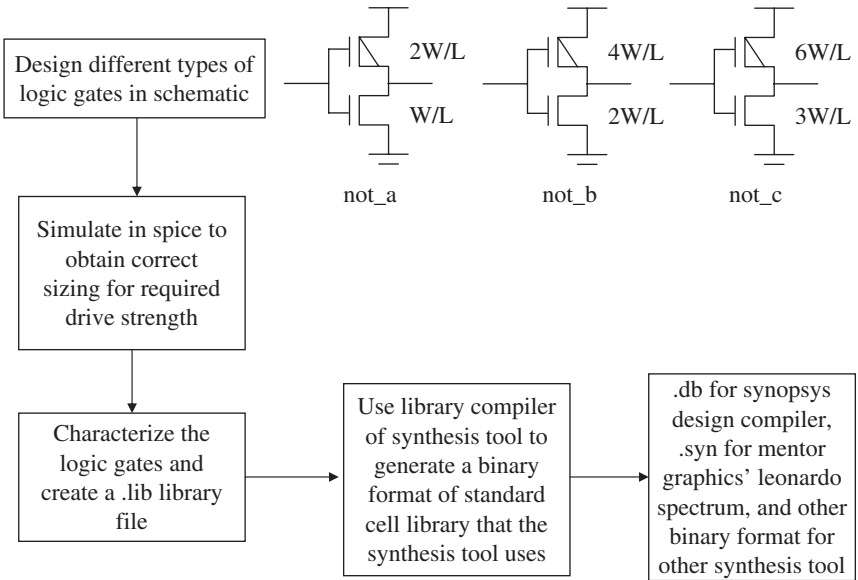 Design different types of
logic gates in schematic
2W/L
W/L
not_a
4W/L
2W/L
not_b
6W/L
3W/L
not_c
Simulate in spice to
obtain correct
sizing for required
drive strength
Characterize the
logic gates and
create a .lib library
file
Use library compiler
of synthesis tool to
generate a binary
format of standard
cell library that the
synthesis tool uses
.db for synopsys
design compiler,
.syn for mentor
graphics’ leonardo
spectrum, and other
binary format for
other synthesis tool